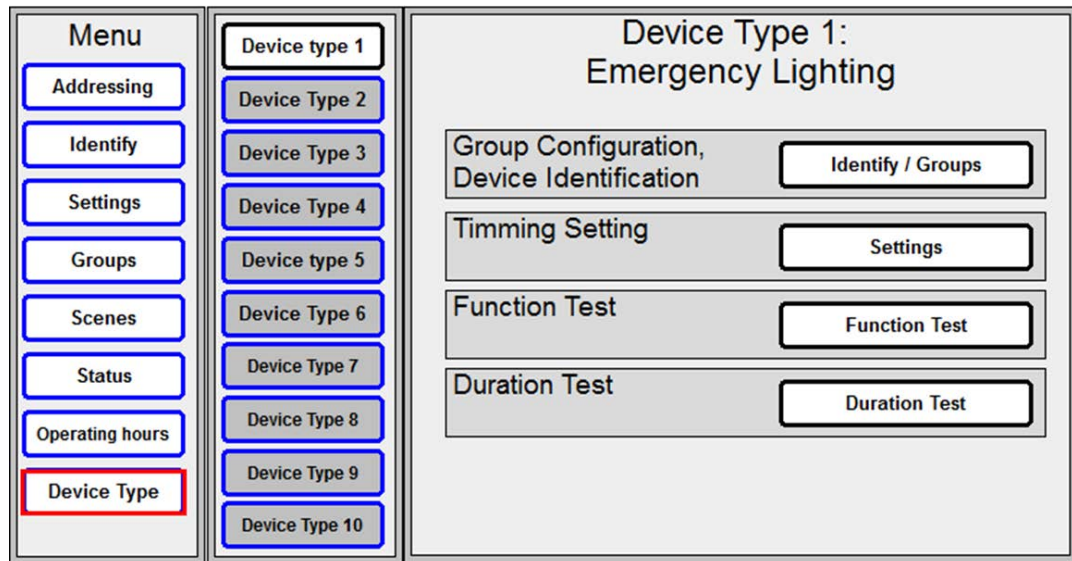 Menu
Addressing
Identify
Settings
Groups
Scenes
Status
Operating hours
Device Type
Device type 1
Device Type 2
Device Type 3
Device Type 4
Device type 5
Device Type 6
Device Type 7
Device Type 8
Device Type 9
Device Type 10
Device Type 1:
Emergency Lighting
Group Configuration,
Device Identification
Identify / Groups
Timming Setting
Settings
Function Test
Function Test
Duration Test
Duration Test